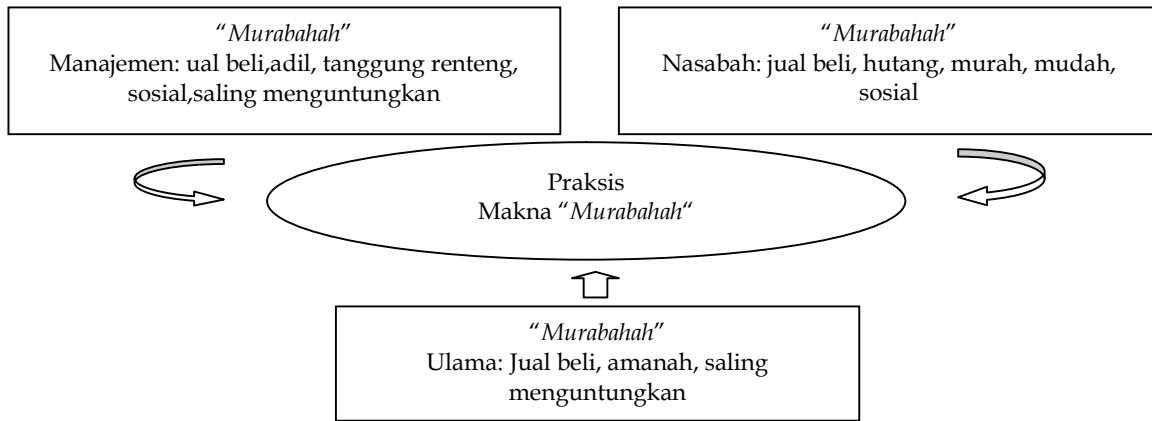 “Murabahah”
Manajemen: ual beli,adil, tanggung renteng,
sosial,saling menguntungkan
“Murabahah”
Nasabah: jual beli, hutang, murah, mudah,
sosial
Praksis
Makna “Murabahah“
“Murabahah”
Ulama: Jual beli, amanah, saling
menguntungkan